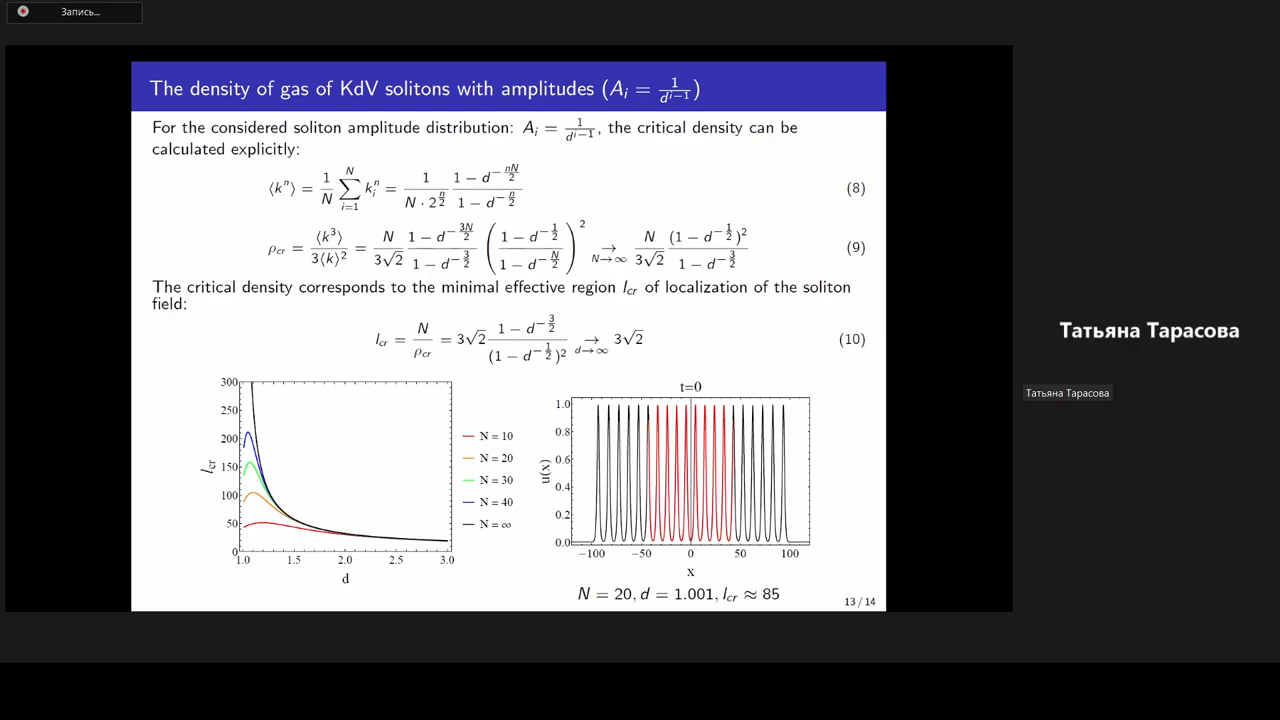 Запись...
The density of gas of KdV solitons with amplitudes (A_i = 1/d^{i−1})
For the considered soliton amplitude distribution: A_i = 1/d^{i−1}, the critical density can be
calculated explicitly:
⟨k^n⟩ = 1/N ∑_{i=1}^{N} k_i^n = 1/(N · 2^{n/2}) (1 − d^{−nN/2})/(1 − d^{−n/2}) (8)
ρ_cr = ⟨k^3⟩/(3⟨k⟩^2) = N/(3√2) (1 − d^{−3N/2})/(1 − d^{−3/2}) ((1 − d^{−1/2})/(1 − d^{−N/2}))^2 →_{N→∞} N/(3√2) (1 − d^{−1/2})^2/(1 − d^{−3/2}) (9)
The critical density corresponds to the minimal effective region l_cr of localization of the soliton
field:
l_cr = N/ρ_cr = 3√2 (1 − d^{−3/2})/(1 − d^{−1/2})^2 →_{d→∞} 3√2 (10)
300
250
200
150
100
50
0
l_cr
1.0 1.5 2.0 2.5 3.0
d
N = 10
N = 20
N = 30
N = 40
N = ∞
t=0
1.0
0.8
0.6
0.4
0.2
0.0
u(x)
−100 −50 0 50 100
x
N = 20, d = 1.001, l_cr ≈ 85
13 / 14
Татьяна Тарасова
Татьяна Тарасова